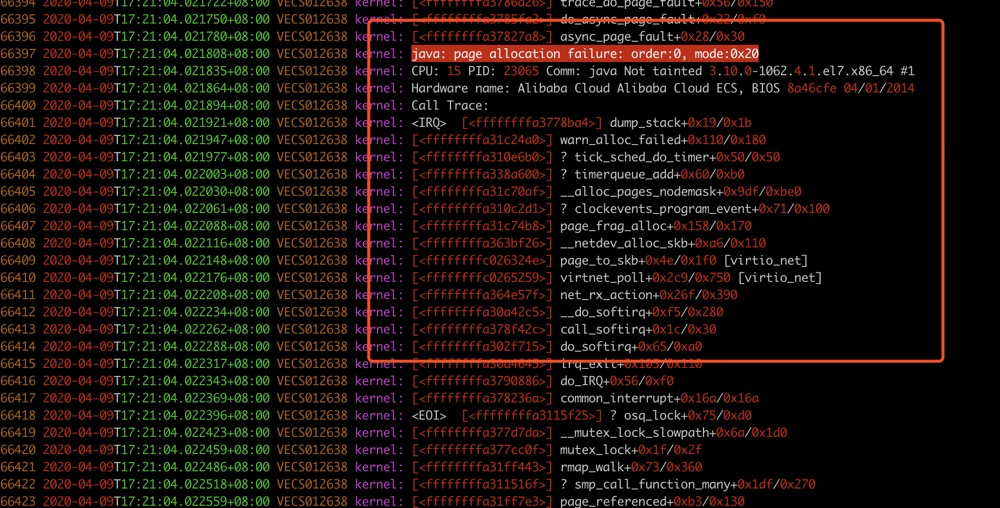 66394 2020-04-09T17:21:04.021722+08:00 VECS012638 kernel: [<ffffffffa3786d26>] trace_do_page_fault+0x56/0x150
66395 2020-04-09T17:21:04.021750+08:00 VECS012638 kernel: [<ffffffffa37852a2>] do_async_page_fault+0x22/0xf0
66396 2020-04-09T17:21:04.021780+08:00 VECS012638 kernel: [<ffffffffa37827a8>] async_page_fault+0x28/0x30
66397 2020-04-09T17:21:04.021808+08:00 VECS012638 kernel: java: page allocation failure: order:0, mode:0x20
66398 2020-04-09T17:21:04.021835+08:00 VECS012638 kernel: CPU: 15 PID: 23065 Comm: java Not tainted 3.10.0-1062.4.1.el7.x86_64 #1
66399 2020-04-09T17:21:04.021864+08:00 VECS012638 kernel: Hardware name: Alibaba Cloud Alibaba Cloud ECS, BIOS 8a46cfe 04/01/2014
66400 2020-04-09T17:21:04.021894+08:00 VECS012638 kernel: Call Trace:
66401 2020-04-09T17:21:04.021922+08:00 VECS012638 kernel: <IRQ>  [<ffffffffa3778ba4>] dump_stack+0x19/0x1b
66402 2020-04-09T17:21:04.021947+08:00 VECS012638 kernel: [<ffffffffa31c24a0>] warn_alloc_failed+0x110/0x180
66403 2020-04-09T17:21:04.021977+08:00 VECS012638 kernel: [<ffffffffa310e6b0>] ? tick_sched_do_timer+0x50/0x50
66404 2020-04-09T17:21:04.022003+08:00 VECS012638 kernel: [<ffffffffa338a600>] ? timerqueue_add+0x60/0xb0
66405 2020-04-09T17:21:04.022030+08:00 VECS012638 kernel: [<ffffffffa31c70af>] __alloc_pages_nodemask+0x9df/0xbe0
66406 2020-04-09T17:21:04.022061+08:00 VECS012638 kernel: [<ffffffffa310c2d1>] ? clockevents_program_event+0x71/0x100
66407 2020-04-09T17:21:04.022088+08:00 VECS012638 kernel: [<ffffffffa31c74b8>] page_frag_alloc+0x158/0x170
66408 2020-04-09T17:21:04.022116+08:00 VECS012638 kernel: [<ffffffffa363bf26>] __netdev_alloc_skb+0xa6/0x110
66409 2020-04-09T17:21:04.022148+08:00 VECS012638 kernel: [<ffffffffc026324e>] page_to_skb+0x4e/0x1f0 [virtio_net]
66410 2020-04-09T17:21:04.022176+08:00 VECS012638 kernel: [<ffffffffc0265259>] virtnet_poll+0x2c9/0x750 [virtio_net]
66411 2020-04-09T17:21:04.022208+08:00 VECS012638 kernel: [<ffffffffa364e57f>] net_rx_action+0x26f/0x390
66412 2020-04-09T17:21:04.022234+08:00 VECS012638 kernel: [<ffffffffa30a42c5>] __do_softirq+0xf5/0x280
66413 2020-04-09T17:21:04.022262+08:00 VECS012638 kernel: [<ffffffffa378f42c>] call_softirq+0x1c/0x30
66414 2020-04-09T17:21:04.022288+08:00 VECS012638 kernel: [<ffffffffa302f715>] do_softirq+0x65/0xa0
66415 2020-04-09T17:21:04.022317+08:00 VECS012638 kernel: [<ffffffffa30a4645>] irq_exit+0x105/0x110
66416 2020-04-09T17:21:04.022343+08:00 VECS012638 kernel: [<ffffffffa3790886>] do_IRQ+0x56/0xf0
66417 2020-04-09T17:21:04.022369+08:00 VECS012638 kernel: [<ffffffffa378236a>] common_interrupt+0x16a/0x16a
66418 2020-04-09T17:21:04.022396+08:00 VECS012638 kernel: <EOI>  [<ffffffffa3115f25>] ? osq_lock+0x75/0xd0
66419 2020-04-09T17:21:04.022423+08:00 VECS012638 kernel: [<ffffffffa377d7da>] __mutex_lock_slowpath+0x6a/0x1d0
66420 2020-04-09T17:21:04.022459+08:00 VECS012638 kernel: [<ffffffffa377cc0f>] mutex_lock+0x1f/0x2f
66421 2020-04-09T17:21:04.022486+08:00 VECS012638 kernel: [<ffffffffa31ff443>] rmap_walk+0x73/0x360
66422 2020-04-09T17:21:04.022518+08:00 VECS012638 kernel: [<ffffffffa311516f>] ? smp_call_function_many+0x1df/0x270
66423 2020-04-09T17:21:04.022559+08:00 VECS012638 kernel: [<ffffffffa31ff7e3>] page_referenced+0xb3/0x130